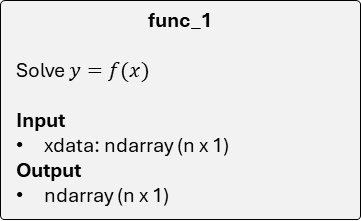 func_1
Solve y = f(x)
Input
• xdata: ndarray (n x 1)
Output
• ndarray (n x 1)